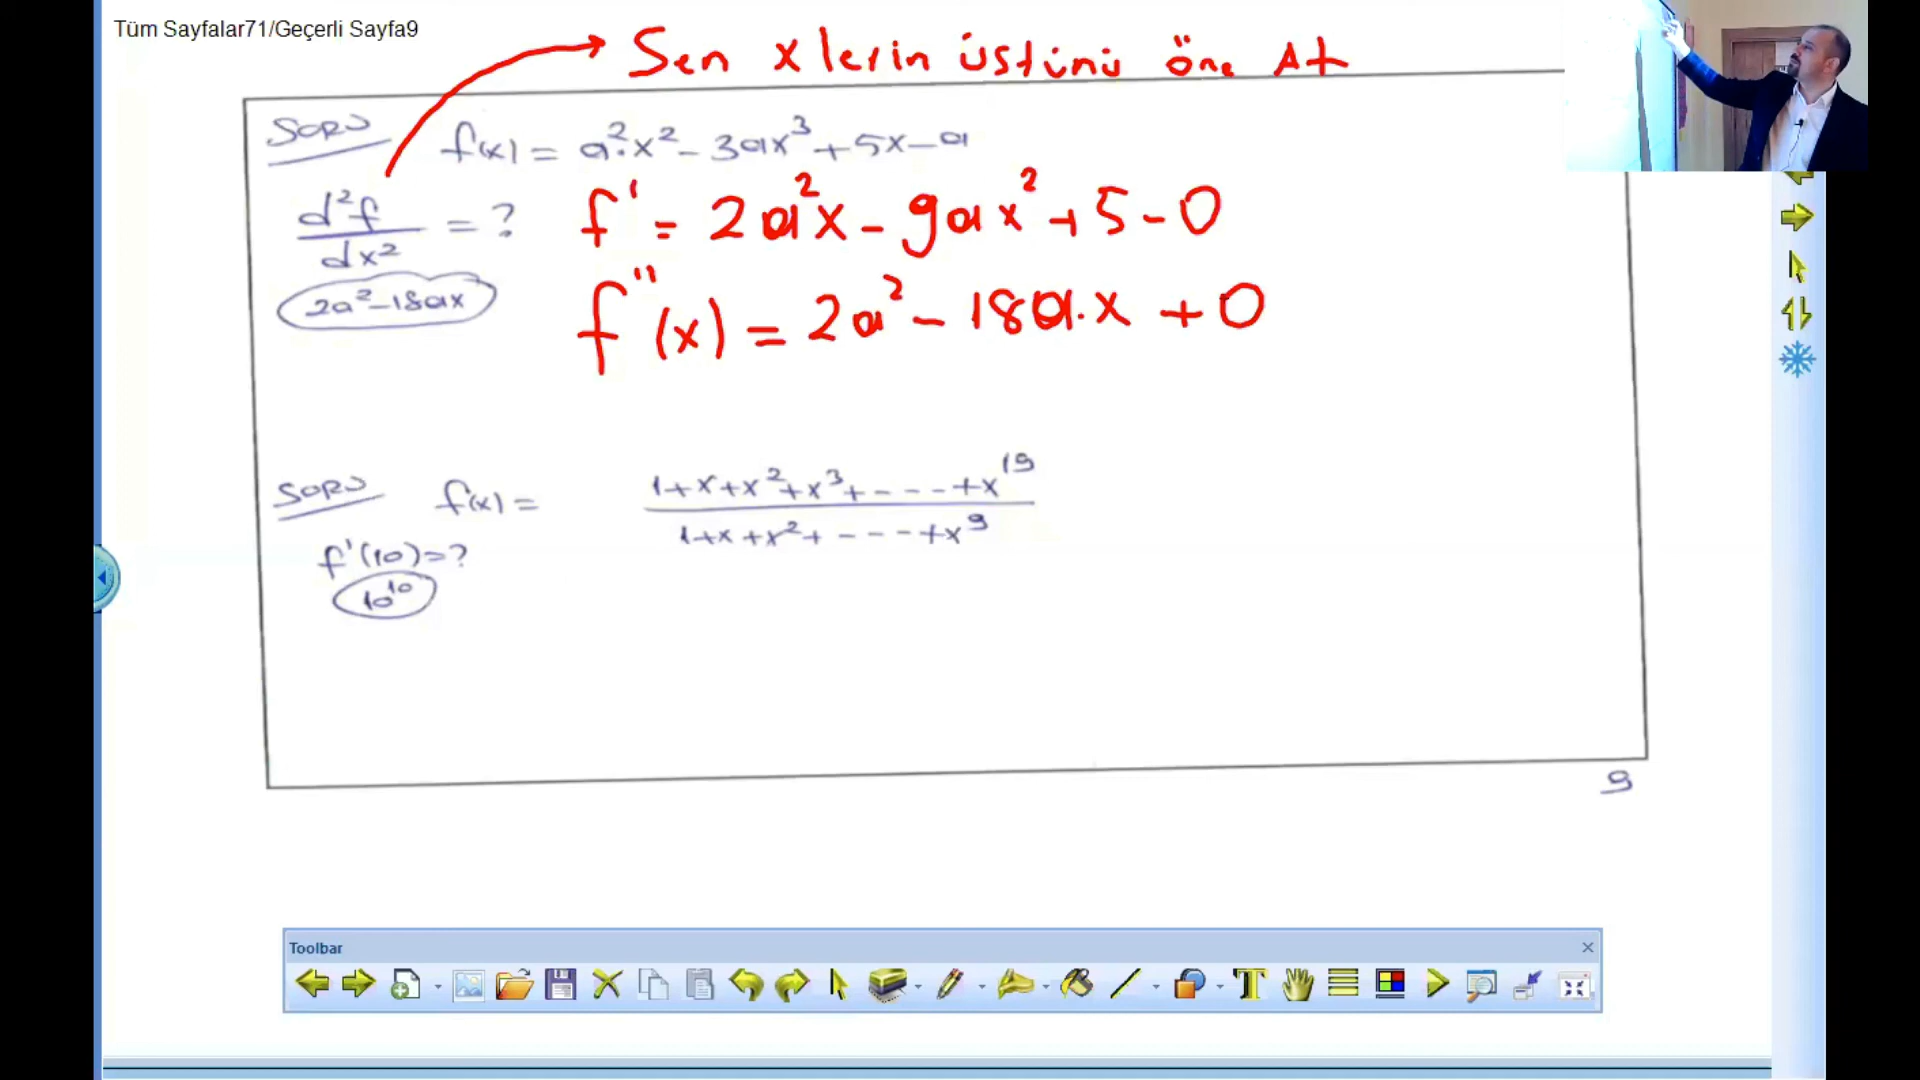 Tüm Sayfalar71/Geçerli Sayfa9
Sen x lerin üstünü öne At
SORU f(x) = a².x² - 3ax³ + 5x - a
d²f/dx² = ?
f' = 2a²x - 9ax² + 5 - 0
2a² - 18ax
f''(x) = 2a² - 18a.x + 0
SORU f(x) = (1+x+x²+x³+ - - - - +x¹⁹)/(1+x+x²+ - - - - +x⁹)
f'(10) = ?
10¹⁰
9
Toolbar